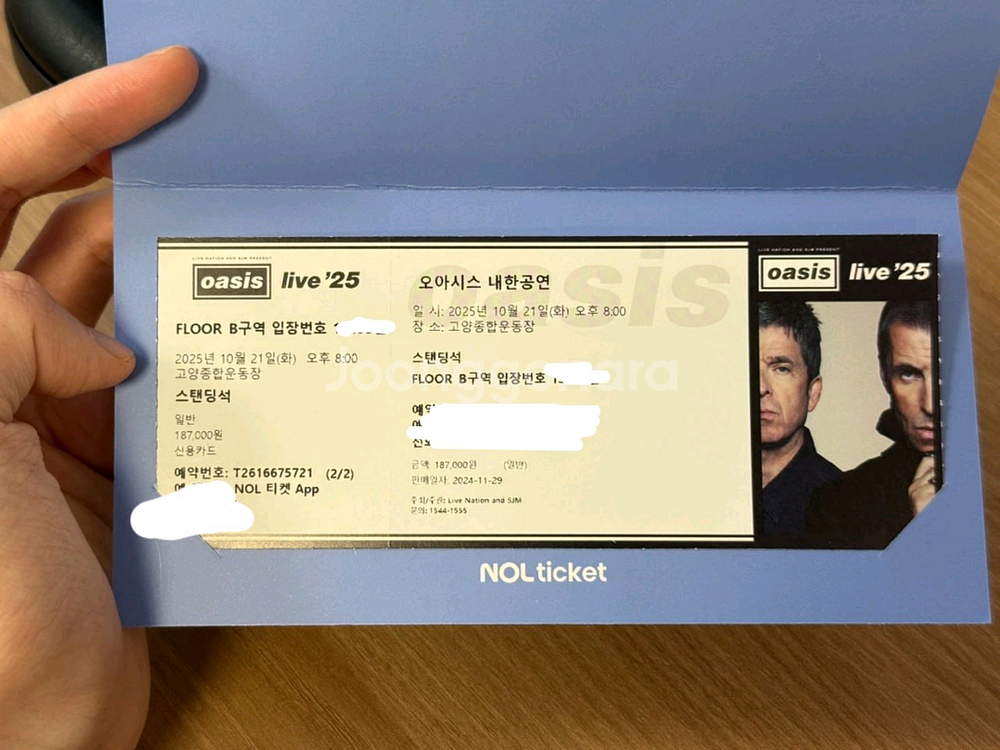 LIVE NATION AND SJM PRESENT
oasis live '25
FLOOR B구역 입장번호
2025년 10월 21일(화) 오후 8:00
고양종합운동장
스탠딩석
일반
187,000원
신용카드
예약번호: T2616675721 (2/2)
NOL 티켓 App
oasis
오아시스 내한공연
일 시: 2025년 10월 21일(화) 오후 8:00
장 소: 고양종합운동장
스탠딩석
FLOOR B구역 입장번호
금액: 187,000원 (일반)
판매일자: 2024-11-29
주최/주관: Live Nation and SJM
문의: 1544-1555
LIVE NATION AND SJM PRESENT
oasis live '25
NOL ticket